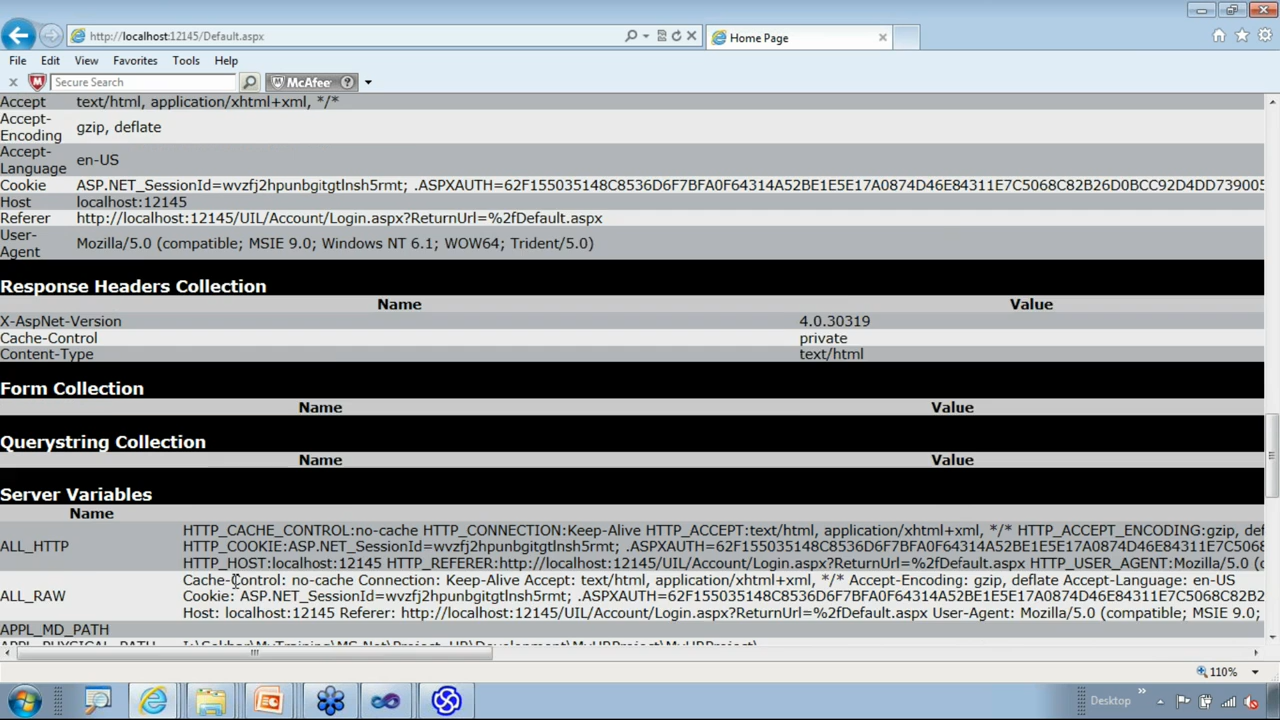 http://localhost:12145/Default.aspx
Home Page
File Edit View Favorites Tools Help
Secure Search
McAfee
Accept text/html, application/xhtml+xml, */*
Accept-
Encoding gzip, deflate
Accept-
Language en-US
Cookie ASP.NET_SessionId=wvzfj2hpunbgitgtlnsh5rmt; .ASPXAUTH=62F155035148C8536D6F7BFA0F64314A52BE1E5E17A0874D46E84311E7C5068C82B26D0BCC92D4DD739005
Host localhost:12145
Referer http://localhost:12145/UIL/Account/Login.aspx?ReturnUrl=%2fDefault.aspx
User-
Agent Mozilla/5.0 (compatible; MSIE 9.0; Windows NT 6.1; WOW64; Trident/5.0)
Response Headers Collection
Name Value
X-AspNet-Version 4.0.30319
Cache-Control private
Content-Type text/html
Form Collection
Name Value
Querystring Collection
Name Value
Server Variables
Name
ALL_HTTP
HTTP_CACHE_CONTROL:no-cache HTTP_CONNECTION:Keep-Alive HTTP_ACCEPT:text/html, application/xhtml+xml, */* HTTP_ACCEPT_ENCODING:gzip, de
HTTP_COOKIE:ASP.NET_SessionId=wvzfj2hpunbgitgtlnsh5rmt; .ASPXAUTH=62F155035148C8536D6F7BFA0F64314A52BE1E5E17A0874D46E84311E7C5068
HTTP_HOST:localhost:12145 HTTP_REFERER:http://localhost:12145/UIL/Account/Login.aspx?ReturnUrl=%2fDefault.aspx HTTP_USER_AGENT:Mozilla/5.0 (
ALL_RAW
Cache-Control: no-cache Connection: Keep-Alive Accept: text/html, application/xhtml+xml, */* Accept-Encoding: gzip, deflate Accept-Language: en-US
Cookie: ASP.NET_SessionId=wvzfj2hpunbgitgtlnsh5rmt; .ASPXAUTH=62F155035148C8536D6F7BFA0F64314A52BE1E5E17A0874D46E84311E7C5068C82B2
Host: localhost:12145 Referer: http://localhost:12145/UIL/Account/Login.aspx?ReturnUrl=%2fDefault.aspx User-Agent: Mozilla/5.0 (compatible; MSIE 9.0;
APPL_MD_PATH
110%
Desktop